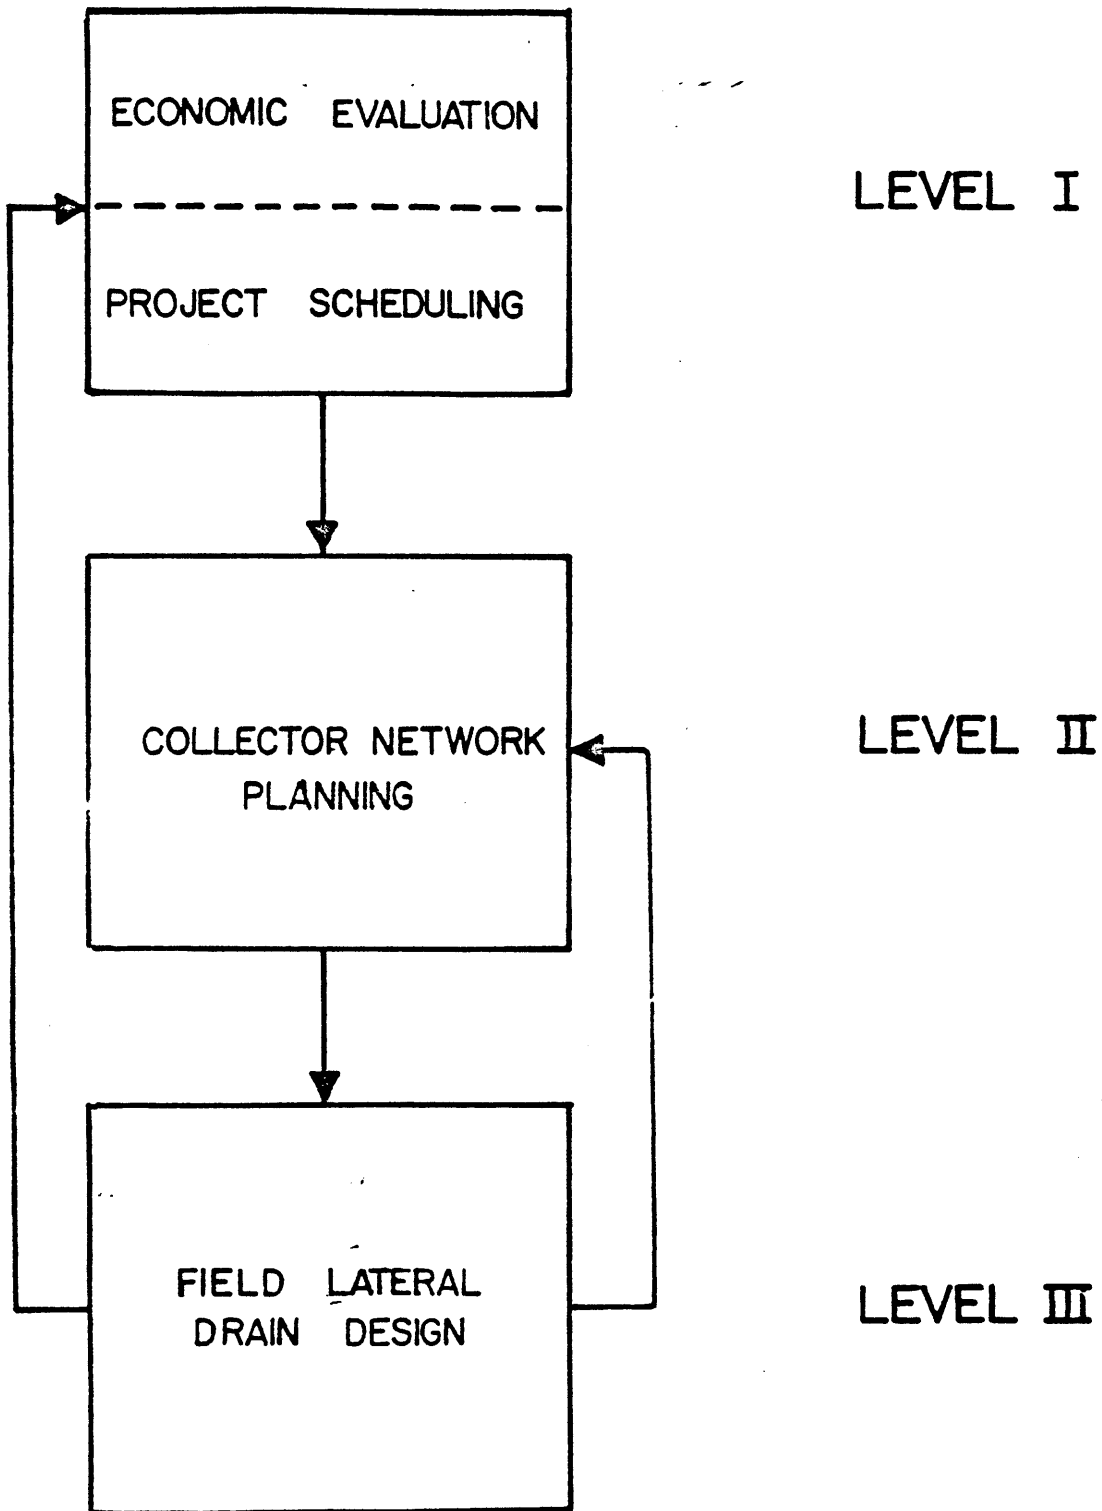 ECONOMIC EVALUATION
LEVEL I
PROJECT SCHEDULING
COLLECTOR NETWORK
PLANNING
LEVEL II
FIELD LATERAL
DRAIN DESIGN
LEVEL III